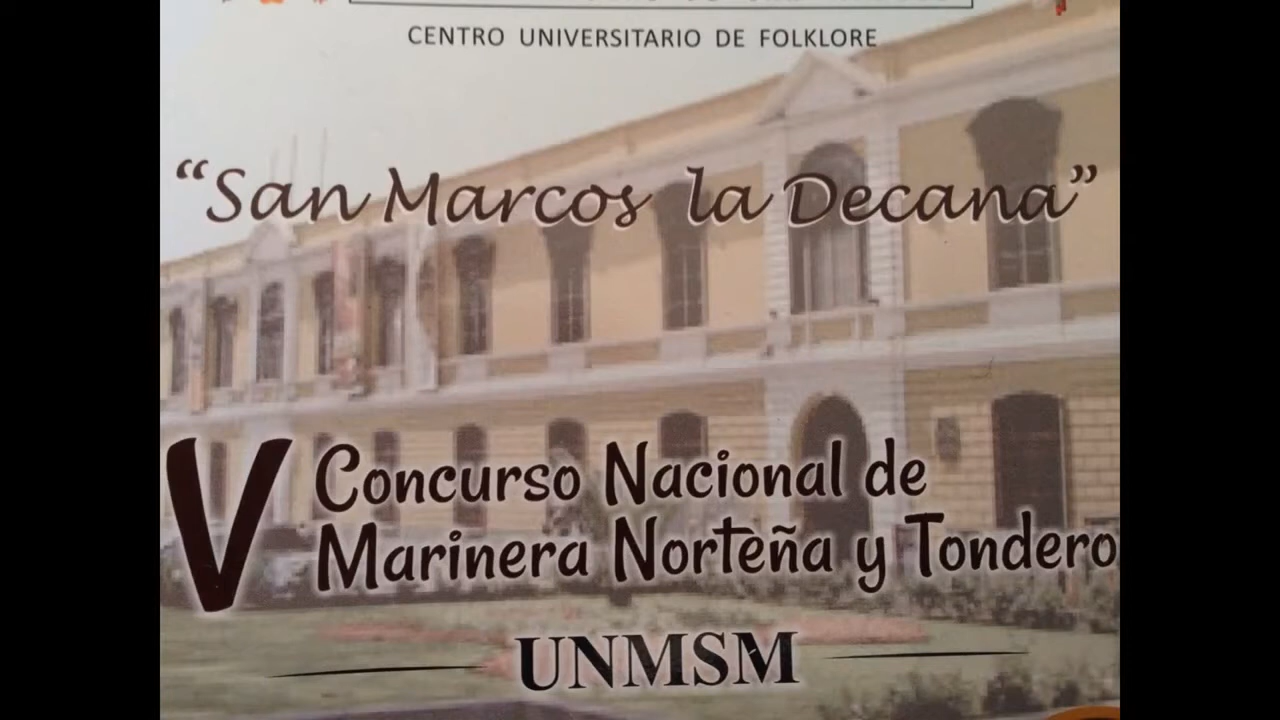 CENTRO UNIVERSITARIO DE FOLKLORE
“San Marcos la Decana”
V Concurso Nacional de
Marinera Norteña y Tondero
UNMSM